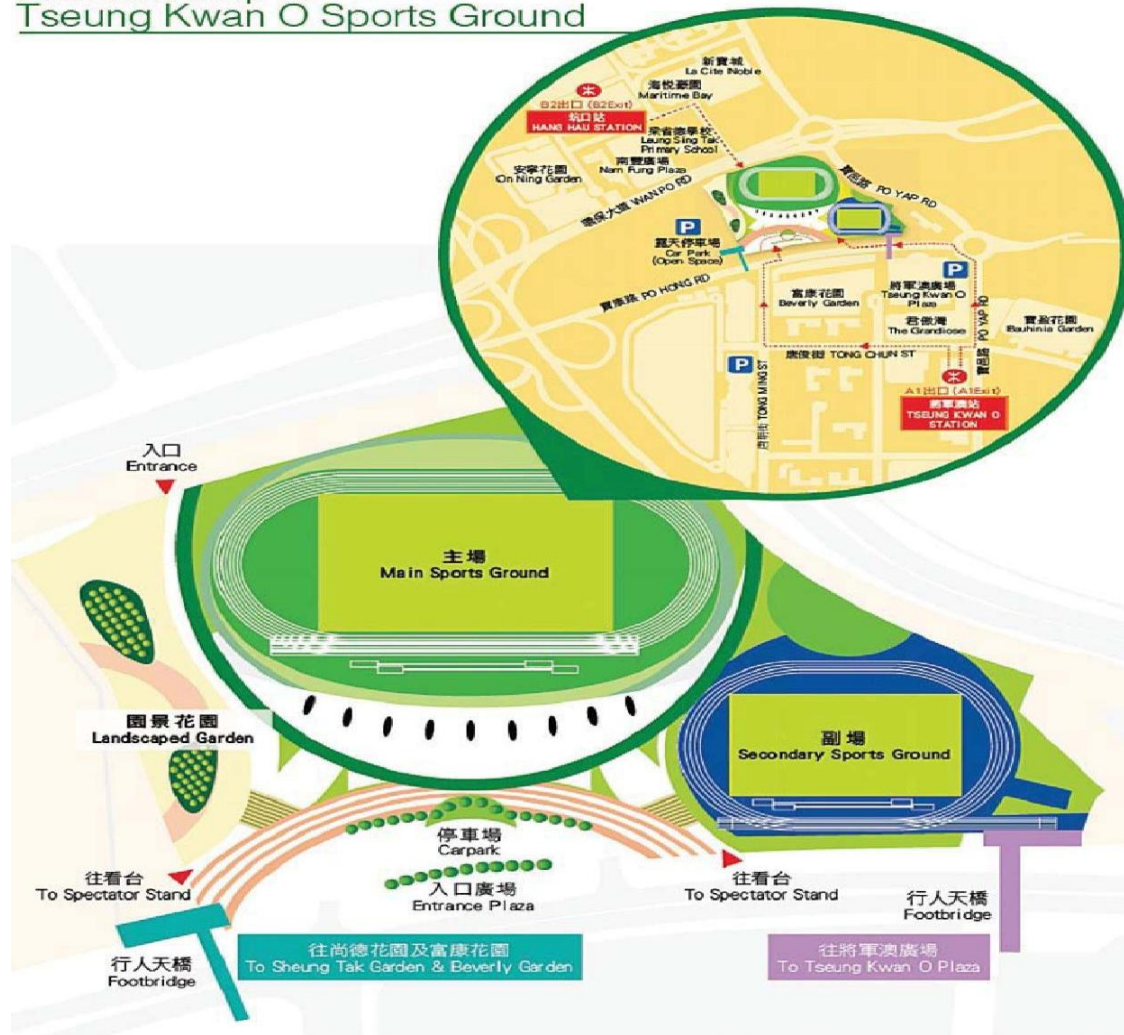 Tseung Kwan O Sports Ground
新寶城
La Cite Noble
海悅豪園
Maritime Bay
B2出口 (B2Exit)
坑口站
HANG HAU STATION
梁省德學校
Leung Sing Tak
Primary School
安寧花園
On Ning Garden
南豐廣場
Nam Fung Plaza
環保大道 WAN PO RD
寶邑路 PO YAP RD
P
露天停車場
Car Park
(Open Space)
寶康路 PO HONG RD
富康花園
Beverly Garden
P
將軍澳廣場
Tseung Kwan O
Plaza
君傲灣
The Grandiose
寶邑路 PO YAP RD
寶盈花園
Bauhinia Garden
唐俊街 TONG CHUN ST
P
唐明街 TONG MING ST
A1出口 (A1Exit)
將軍澳站
TSEUNG KWAN O
STATION
入口
Entrance
主場
Main Sports Ground
園景花園
Landscaped Garden
副場
Secondary Sports Ground
停車場
Carpark
入口廣場
Entrance Plaza
往看台
To Spectator Stand
往看台
To Spectator Stand
行人天橋
Footbridge
行人天橋
Footbridge
往尚德花園及富康花園
To Sheung Tak Garden & Beverly Garden
往將軍澳廣場
To Tseung Kwan O Plaza